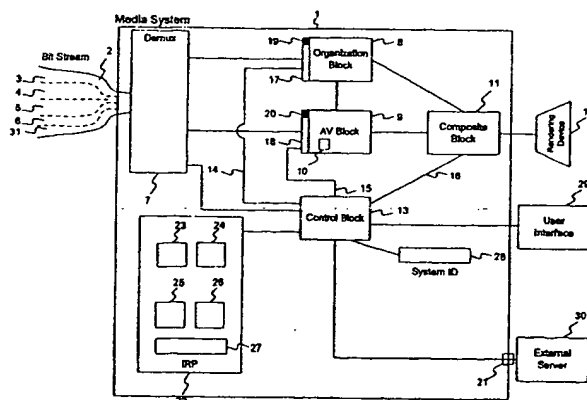 Media System
1
Bit Stream
2
Demux
3
4
5
6
31
7
19
Organization
Block
8
17
20
AV Block
9
18
10
11
Composite
Block
Rendering
Device
14
15
16
Control
Block
13
29
User
Interface
28
System ID
23
24
25
26
27
IRP
21
30
External
Server